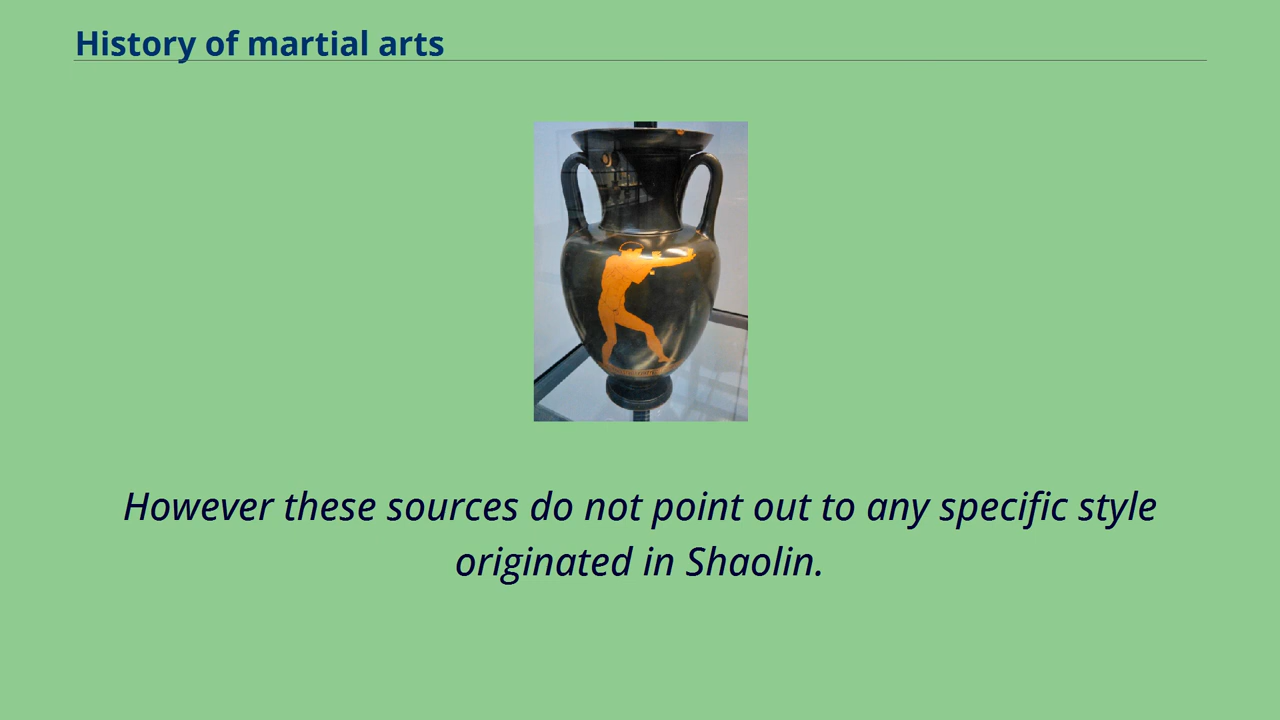 History of martial arts
However these sources do not point out to any specific style
originated in Shaolin.